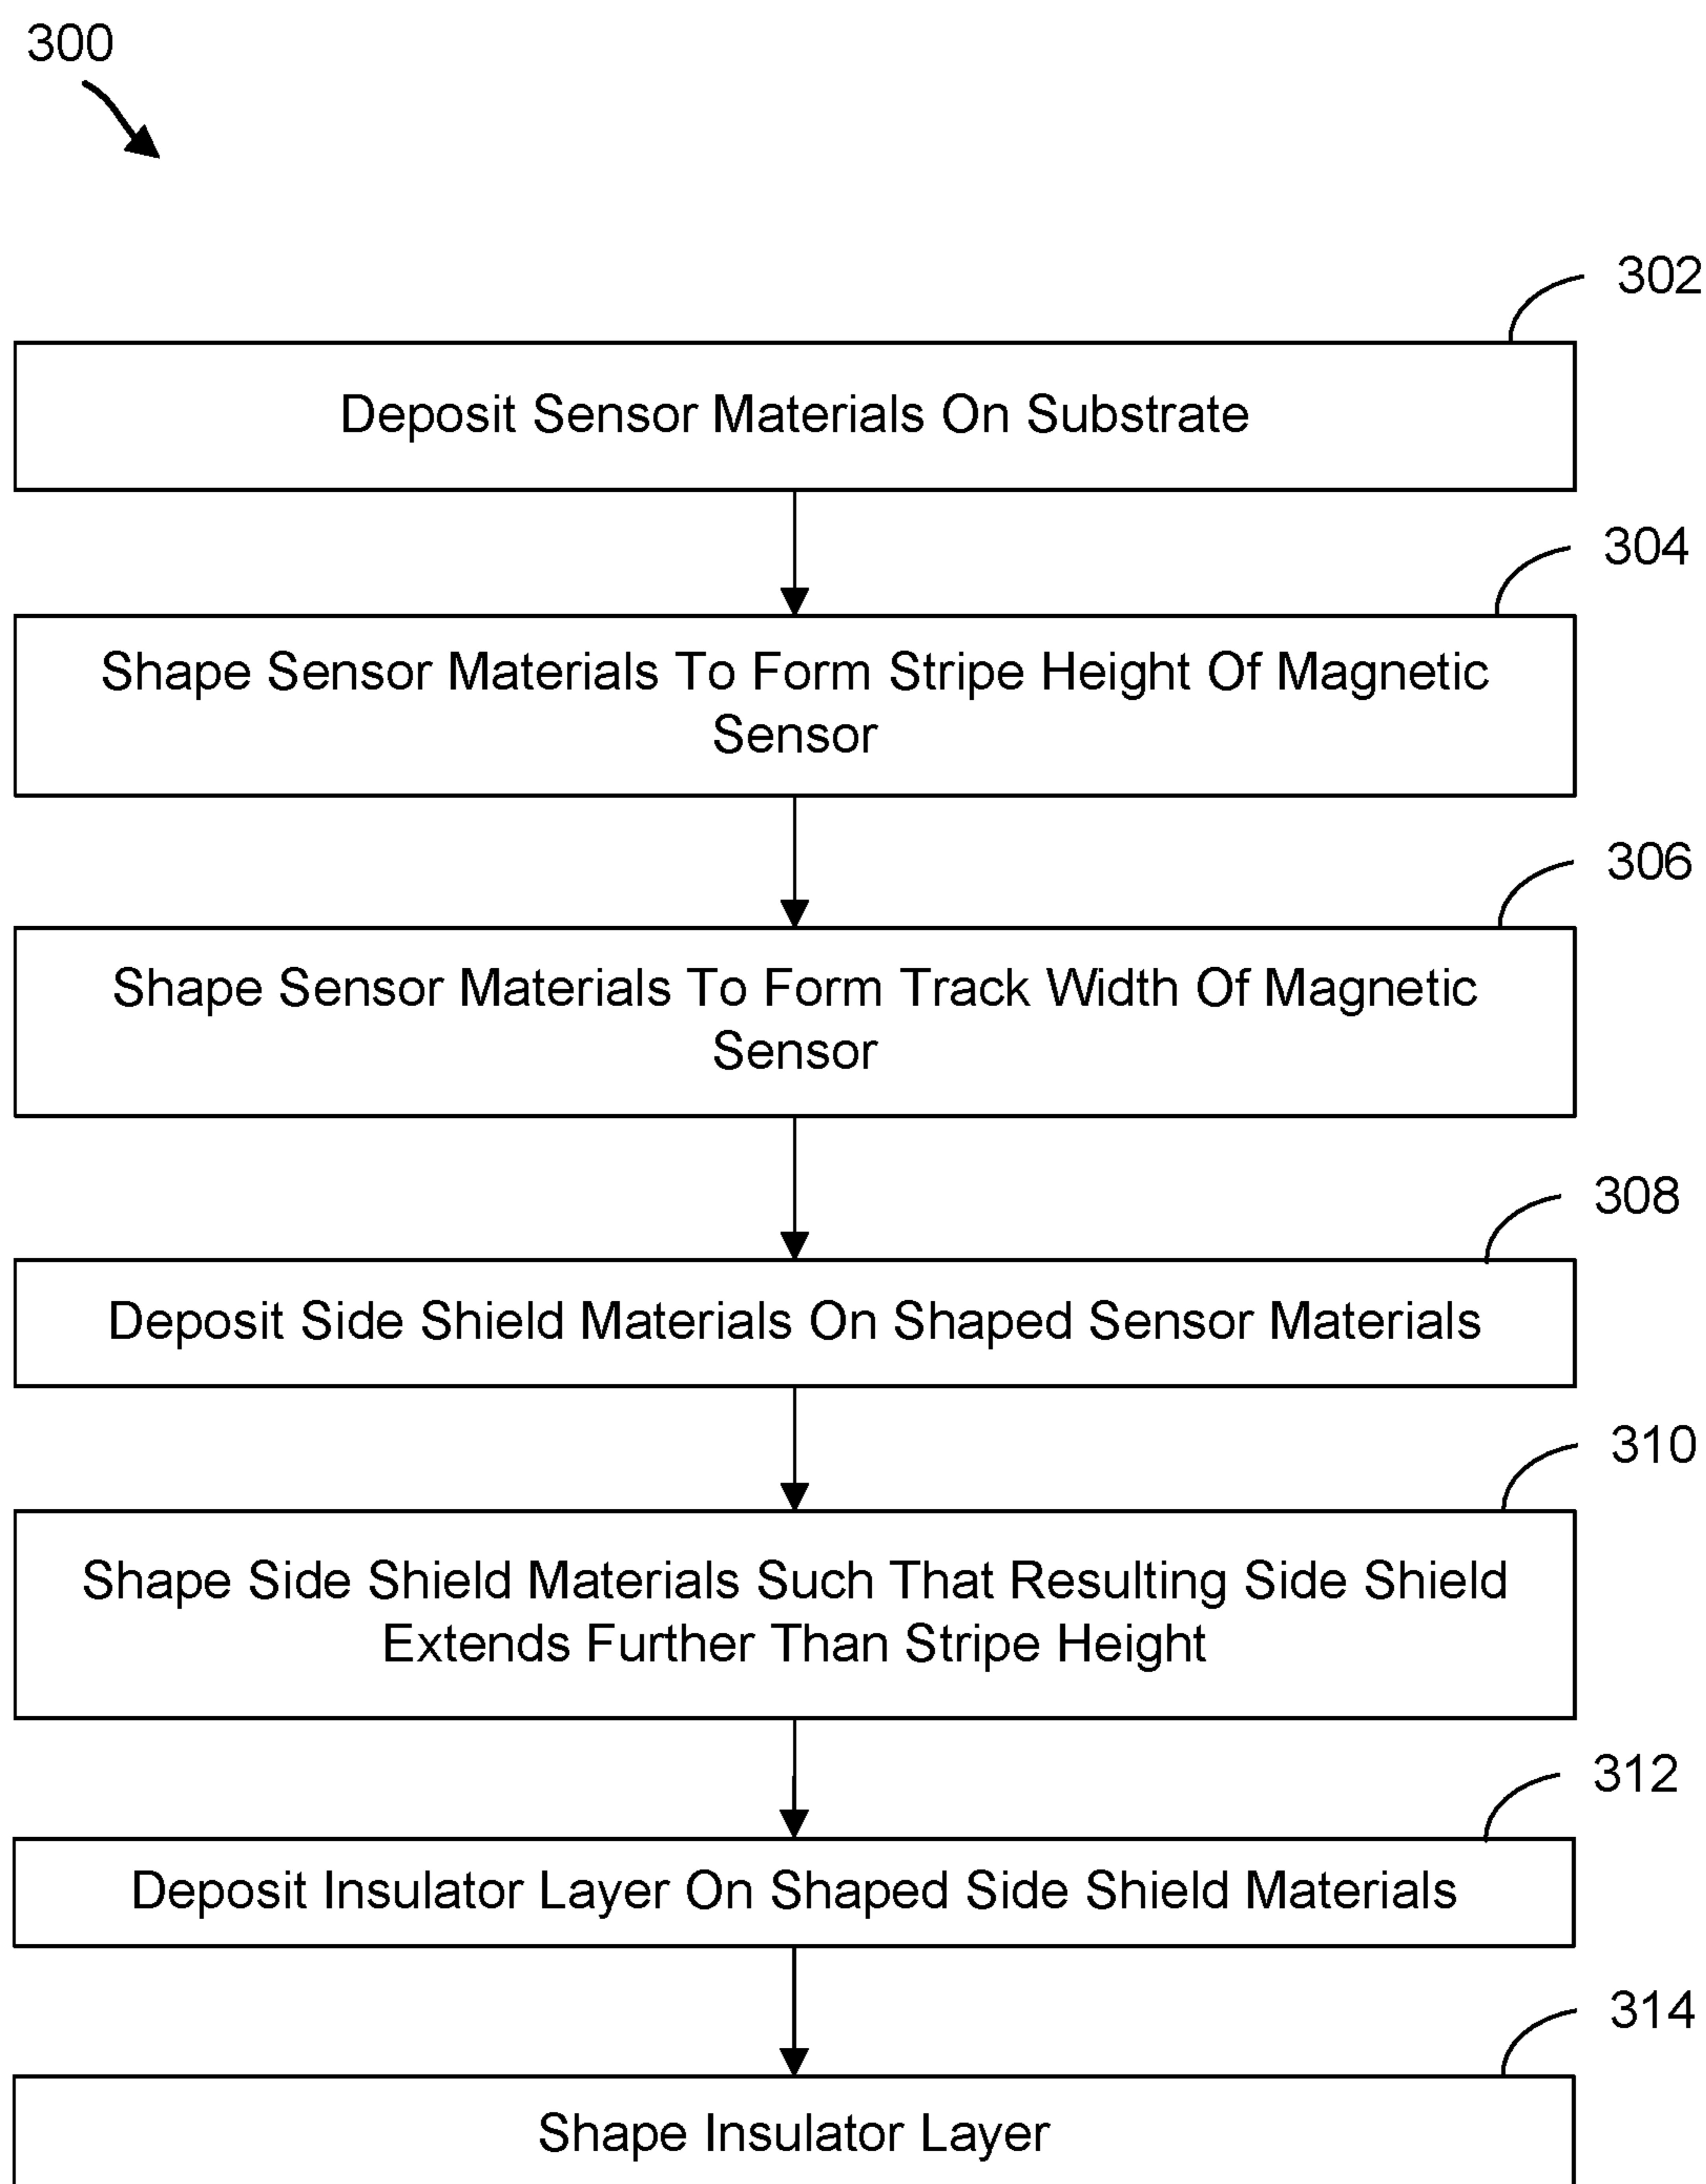 300
302
Deposit Sensor Materials On Substrate
304
Shape Sensor Materials To Form Stripe Height Of Magnetic
Sensor
306
Shape Sensor Materials To Form Track Width Of Magnetic
Sensor
308
Deposit Side Shield Materials On Shaped Sensor Materials
310
Shape Side Shield Materials Such That Resulting Side Shield
Extends Further Than Stripe Height
312
Deposit Insulator Layer On Shaped Side Shield Materials
314
Shape Insulator Layer